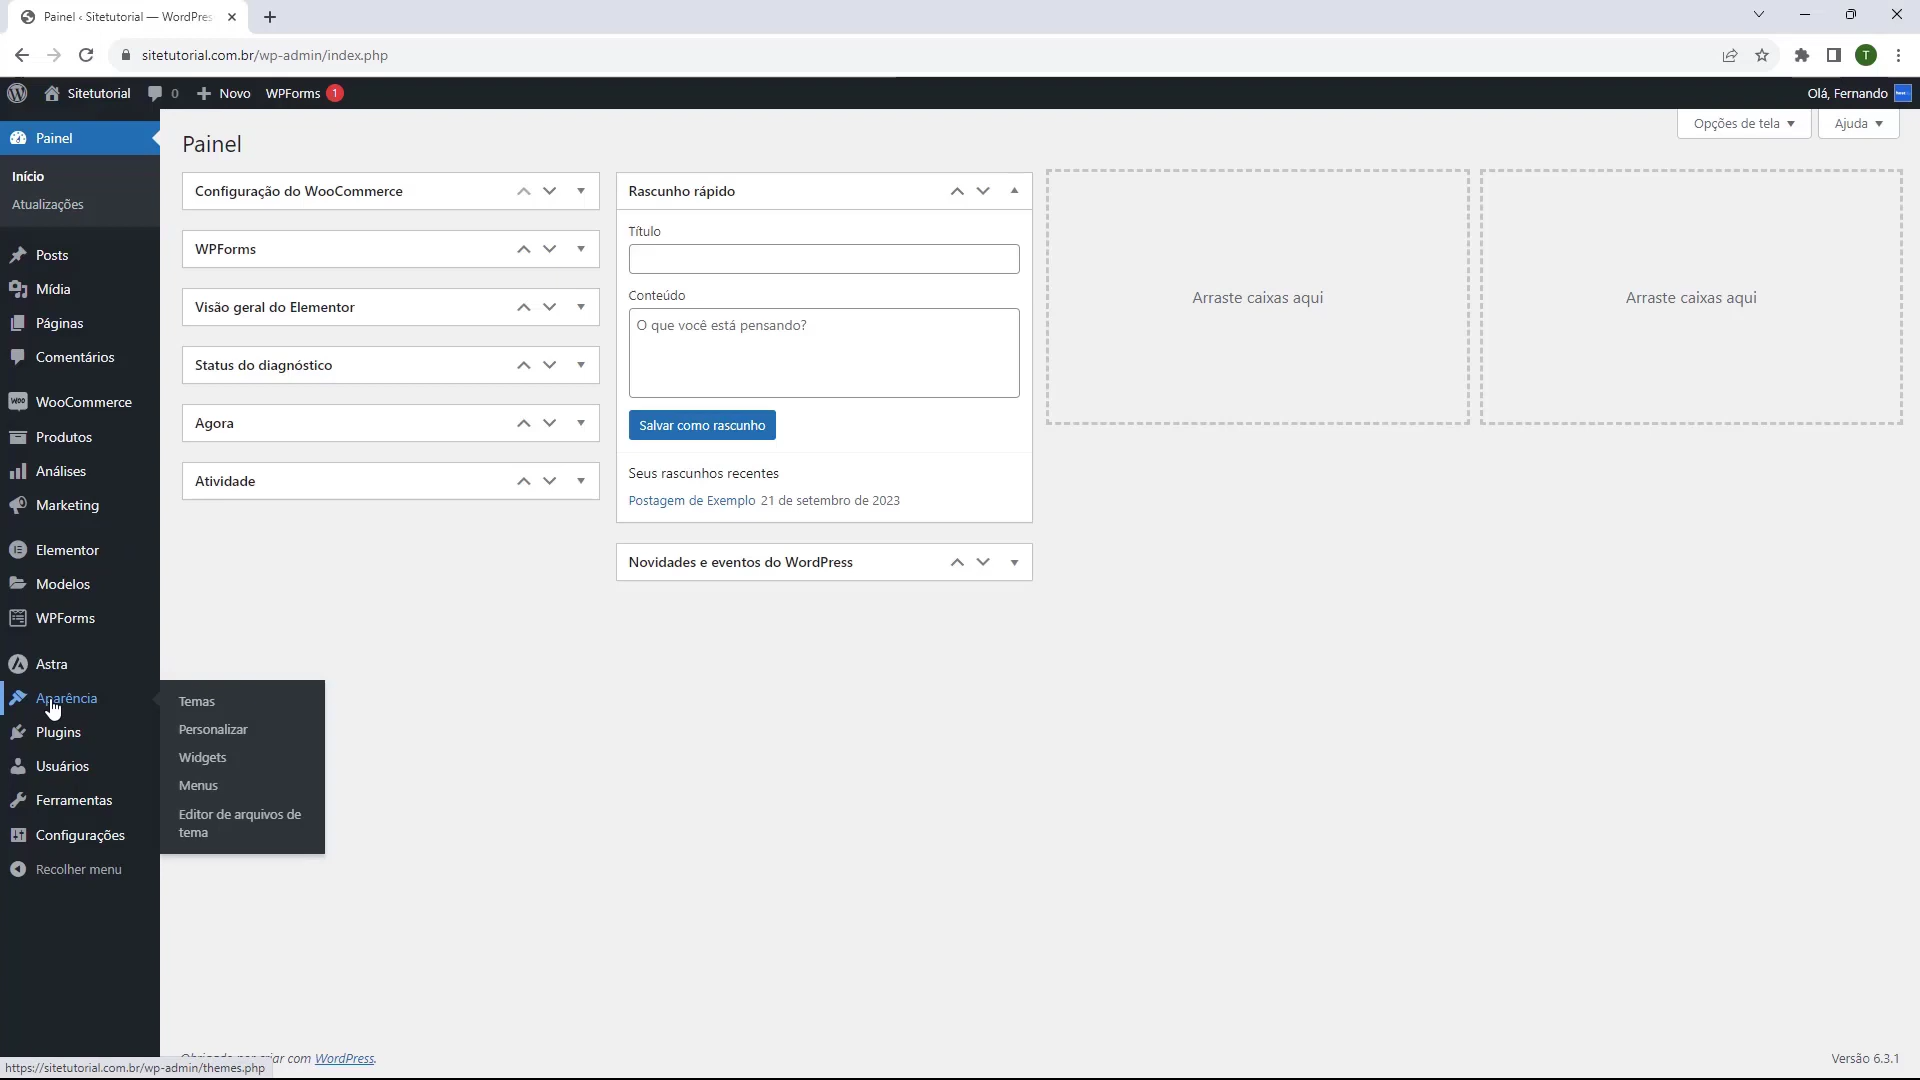 Painel ‹ Sitetutorial — WordPres
sitetutorial.com.br/wp-admin/index.php
T
Sitetutorial
0
Novo
WPForms
1
Olá, Fernando
Painel
Início
Atualizações
Posts
Mídia
Páginas
Comentários
WooCommerce
Produtos
Análises
Marketing
Elementor
Modelos
WPForms
Astra
Aparência
Plugins
Usuários
Ferramentas
Configurações
Recolher menu
Temas
Personalizar
Widgets
Menus
Editor de arquivos de
tema
Painel
Opções de tela
Ajuda
Configuração do WooCommerce
WPForms
Visão geral do Elementor
Status do diagnóstico
Agora
Atividade
Rascunho rápido
Título
Conteúdo
O que você está pensando?
Salvar como rascunho
Seus rascunhos recentes
Postagem de Exemplo 21 de setembro de 2023
Novidades e eventos do WordPress
Arraste caixas aqui
Arraste caixas aqui
com WordPress.
Versão 6.3.1
https://sitetutorial.com.br/wp-admin/themes.php